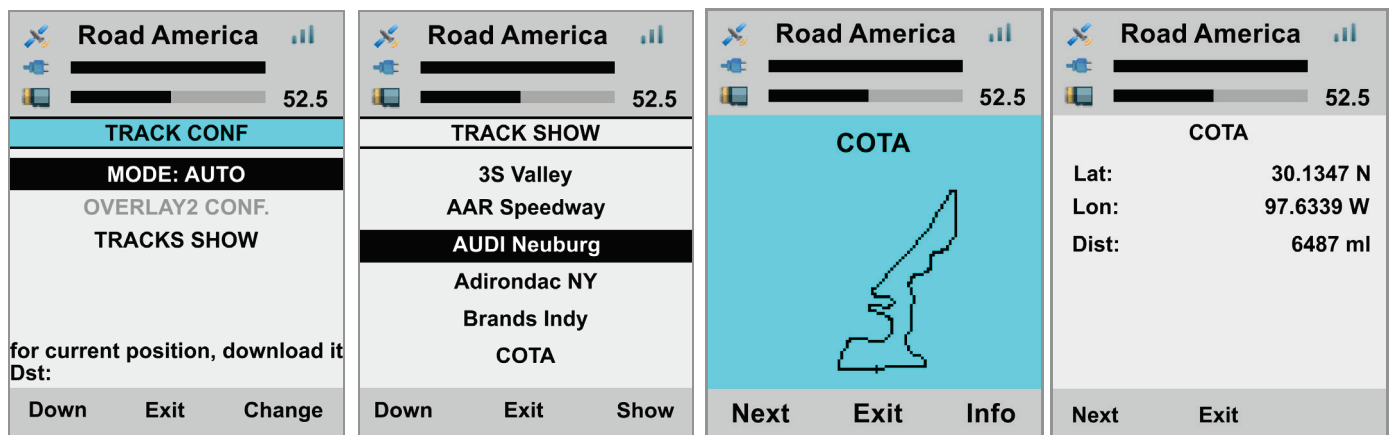 Road America
52.5
TRACK CONF
MODE: AUTO
OVERLAY2 CONF.
TRACKS SHOW
for current position, download it
Dst:
Down Exit Change
Road America
52.5
TRACK SHOW
3S Valley
AAR Speedway
AUDI Neuburg
Adirondac NY
Brands Indy
COTA
Down Exit Show
Road America
52.5
COTA
Next Exit Info
Road America
52.5
COTA
Lat: 30.1347 N
Lon: 97.6339 W
Dist: 6487 ml
Next Exit